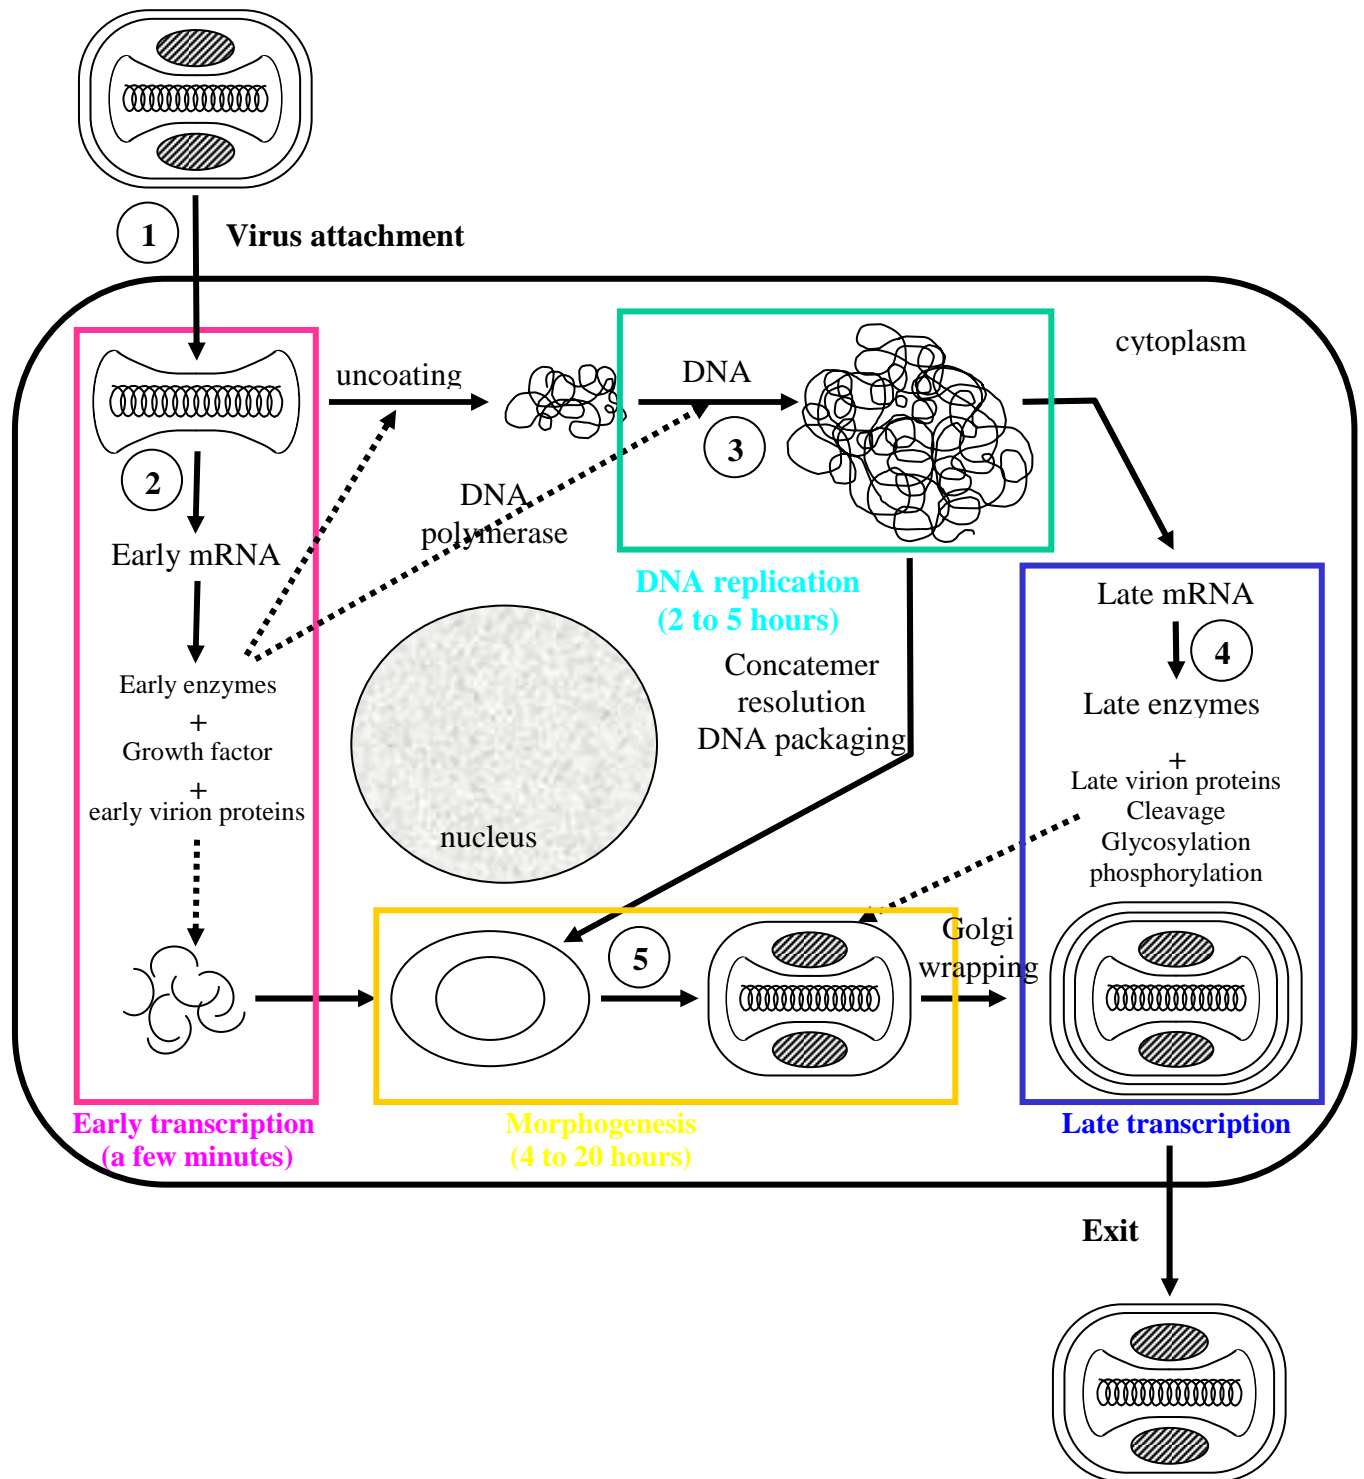 1
Virus attachment
cytoplasm
uncoating
DNA
3
2
DNA
polymerase
Early mRNA
DNA replication
(2 to 5 hours)
Late mRNA
4
Concatemer
resolution
DNA packaging
Early enzymes
+
Growth factor
+
early virion proteins
Late enzymes
+
Late virion proteins
Cleavage
Glycosylation
phosphorylation
nucleus
5
Golgi
wrapping
Early transcription
(a few minutes)
Morphogenesis
(4 to 20 hours)
Late transcription
Exit